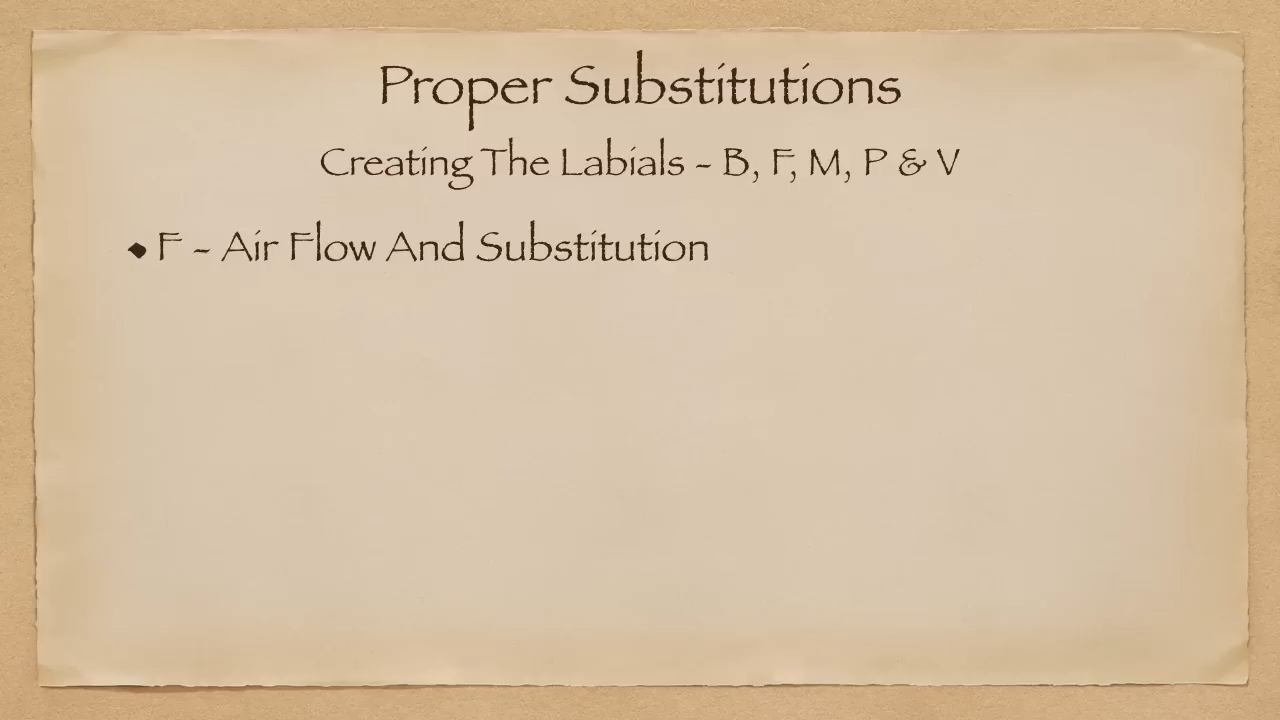 Proper Substitutions
Creating The Labials - B, F, M, P & V
◆ F - Air Flow And Substitution